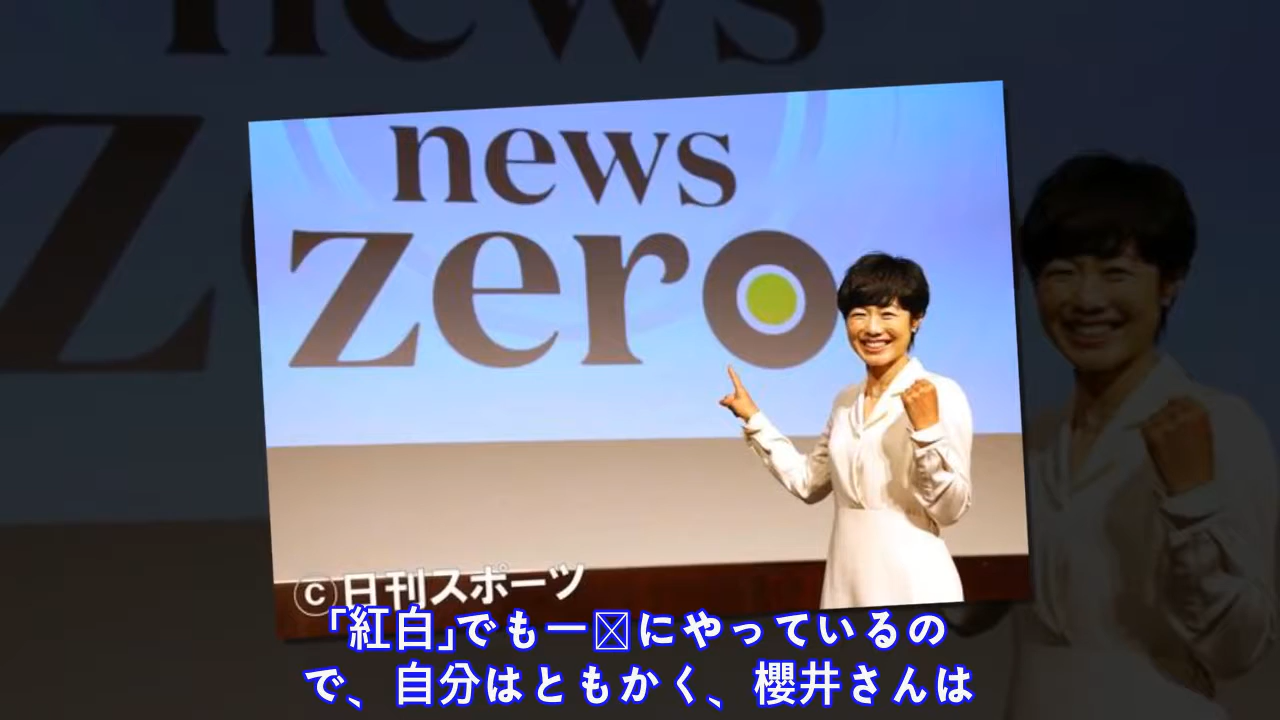 news
zero
©日刊スポーツ
「紅白」でも一☒にやっているの
で、自分はともかく、櫻井さんは